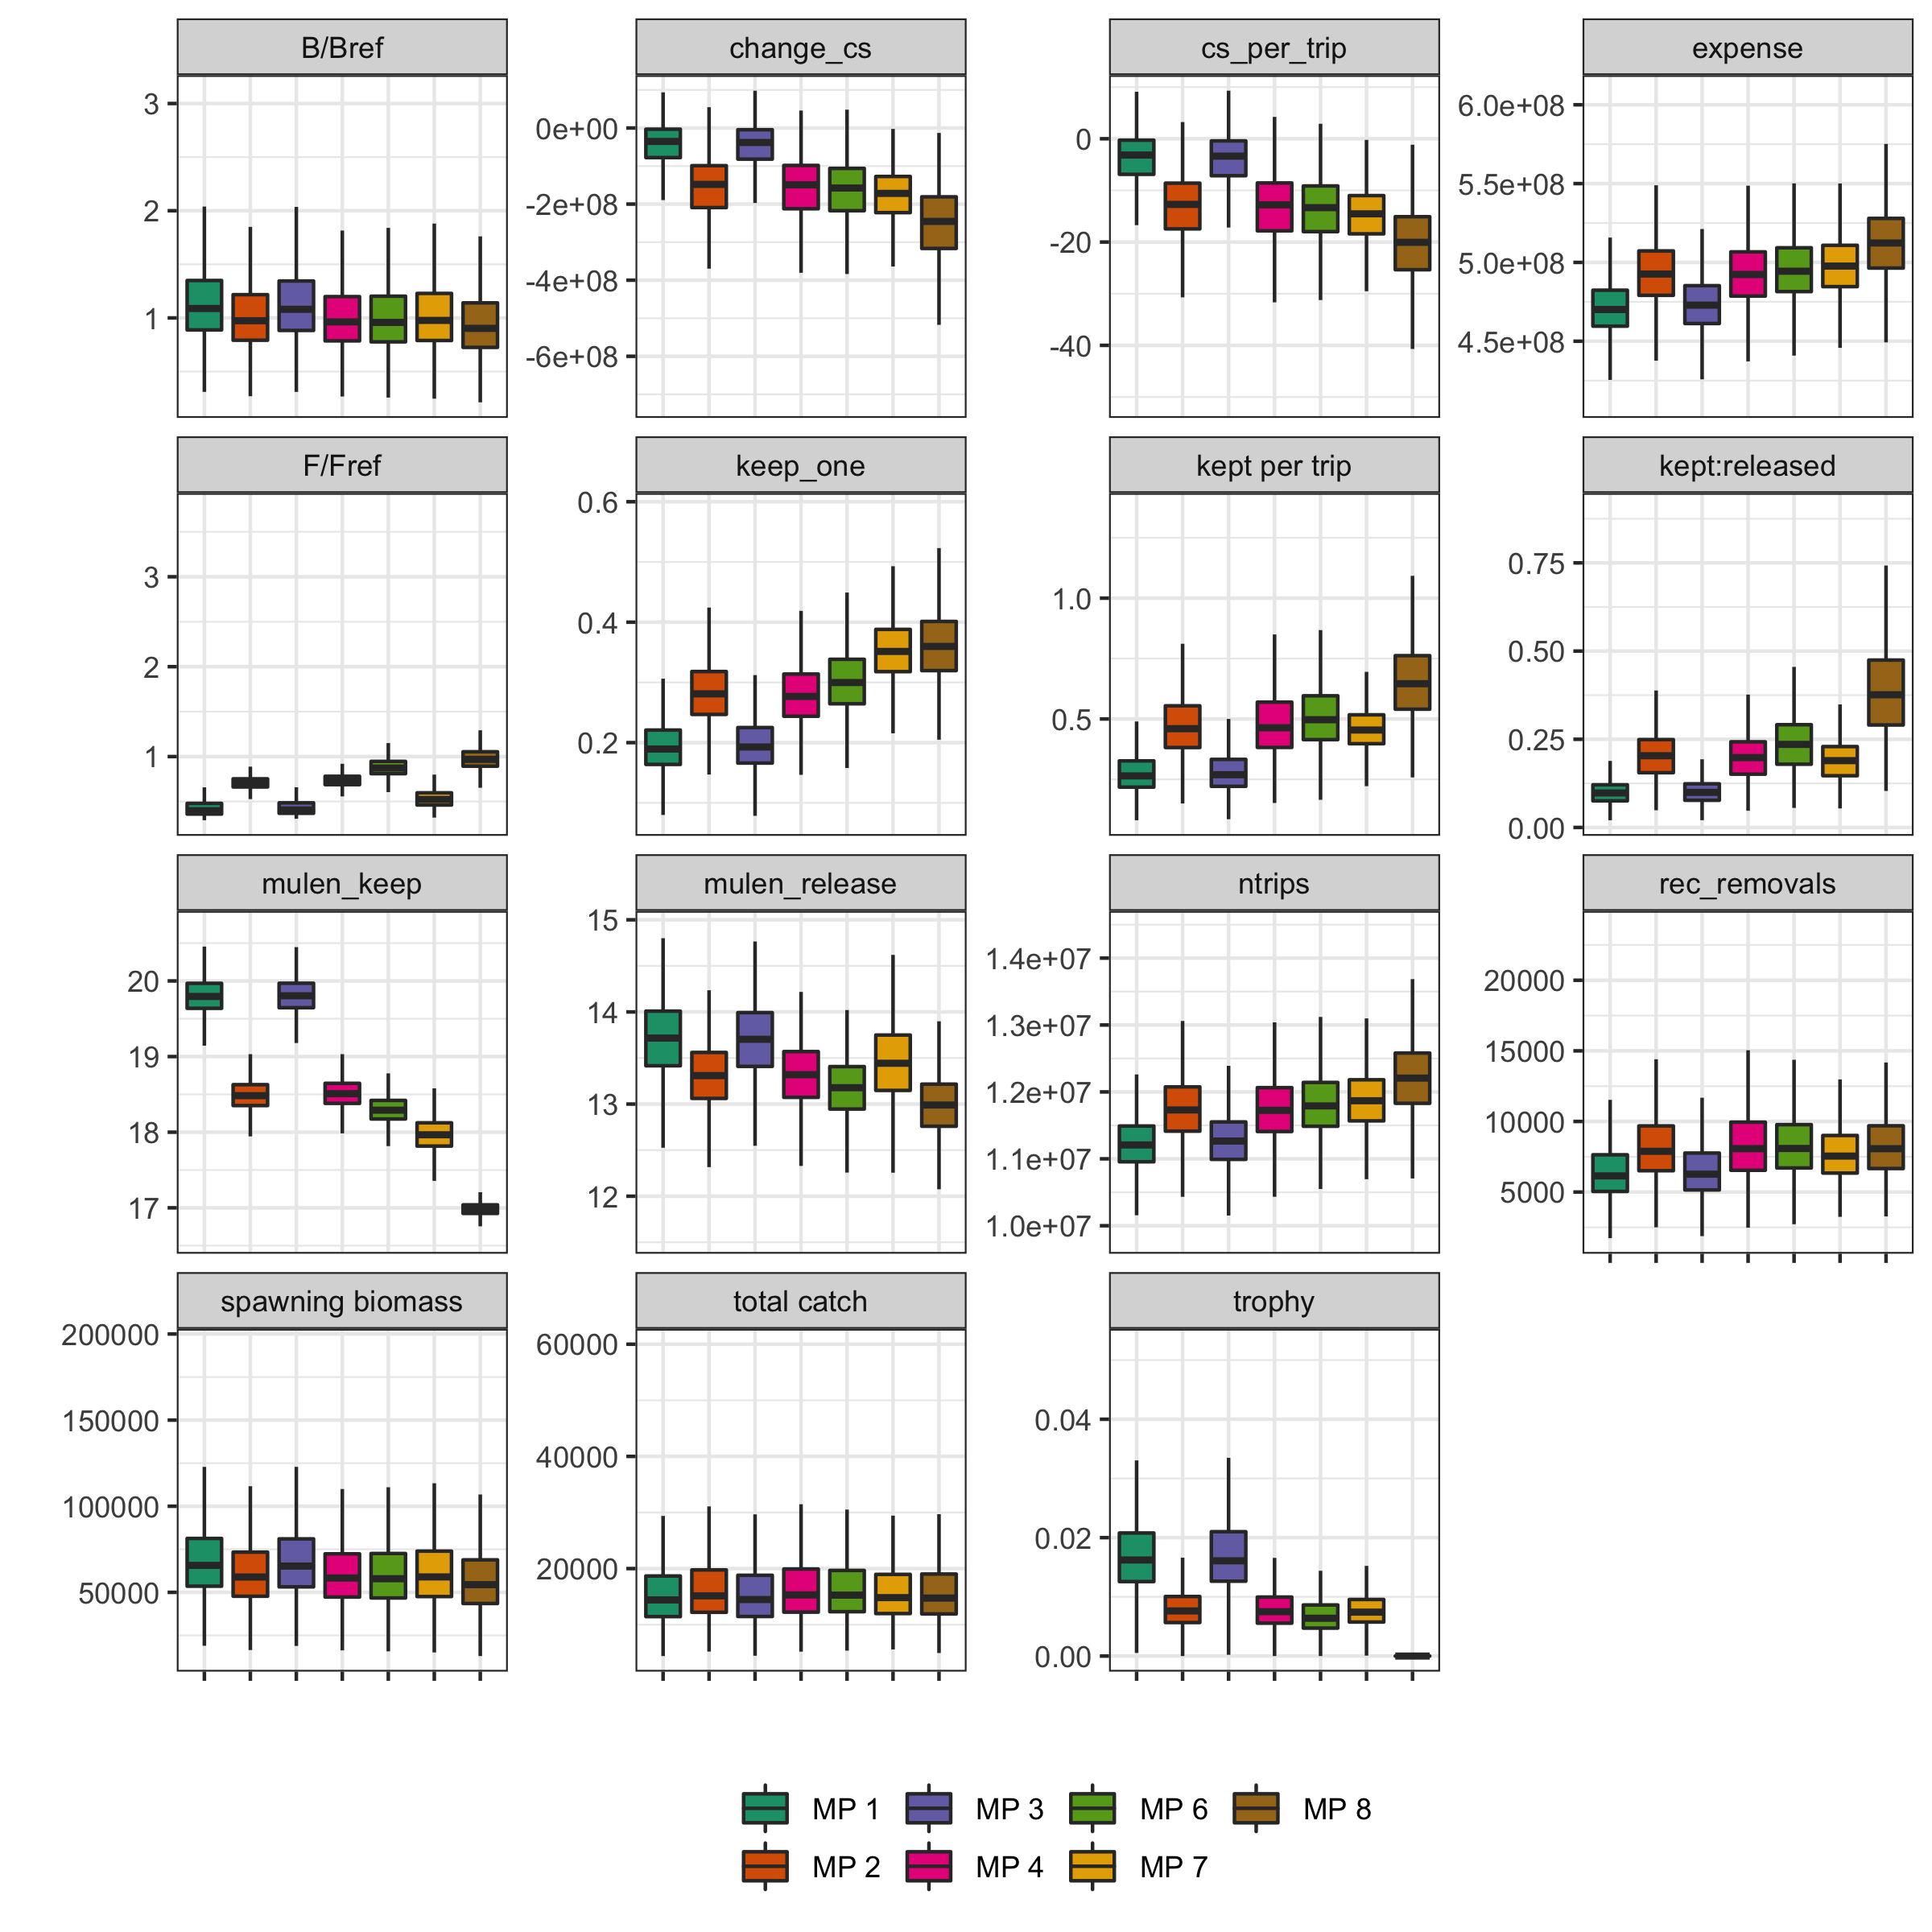 B/Bref
change_cs
cs_per_trip
expense
3
2
1
0e+00
-2e+08
-4e+08
-6e+08
0
-20
-40
6.0e+08
5.5e+08
5.0e+08
4.5e+08
F/Fref
keep_one
kept per trip
kept:released
3
2
1
0.6
0.4
0.2
1.0
0.5
0.75
0.50
0.25
0.00
mulen_keep
mulen_release
ntrips
rec_removals
20
19
18
17
15
14
13
12
1.4e+07
1.3e+07
1.2e+07
1.1e+07
1.0e+07
20000
15000
10000
5000
spawning biomass
total catch
trophy
200000
150000
100000
50000
60000
40000
20000
0.04
0.02
0.00
MP 1 MP 3 MP 6 MP 8
MP 2 MP 4 MP 7